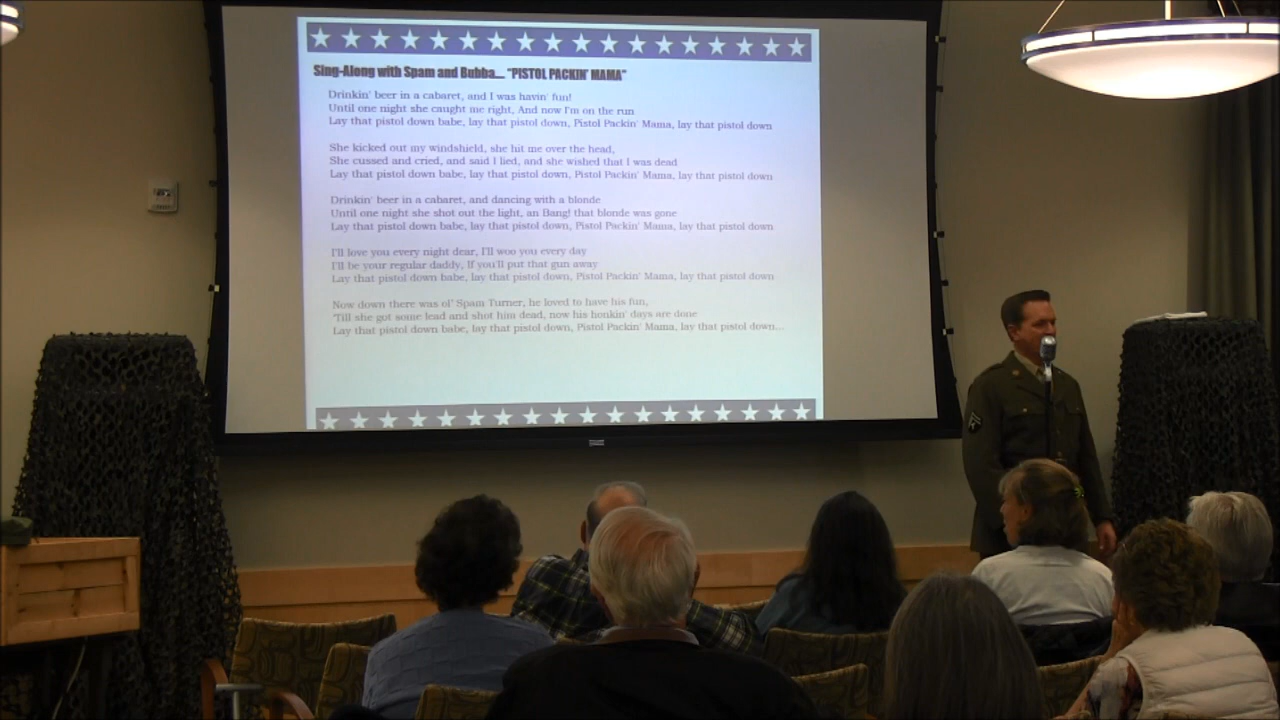 Sing-Along with Spam and Bubba.... "PISTOL PACKIN' MAMA"
Drinkin' beer in a cabaret, and I was havin' fun!
Until one night she caught me right, And now I'm on the run
Lay that pistol down babe, lay that pistol down, Pistol Packin' Mama, lay that pistol down
She kicked out my windshield, she hit me over the head,
She cussed and cried, and said I lied, and she wished that I was dead
Lay that pistol down babe, lay that pistol down, Pistol Packin' Mama, lay that pistol down
Drinkin' beer in a cabaret, and dancing with a blonde
Until one night she shot out the light, an Bang! that blonde was gone
Lay that pistol down babe, lay that pistol down, Pistol Packin' Mama, lay that pistol down
I'll love you every night dear, I'll woo you every day
I'll be your regular daddy, If you'll put that gun away
Lay that pistol down babe, lay that pistol down, Pistol Packin' Mama, lay that pistol down
Now down there was ol' Spam Turner, he loved to have his fun,
'Till she got some lead and shot him dead, now his honkin' days are done
Lay that pistol down babe, lay that pistol down, Pistol Packin' Mama, lay that pistol down...